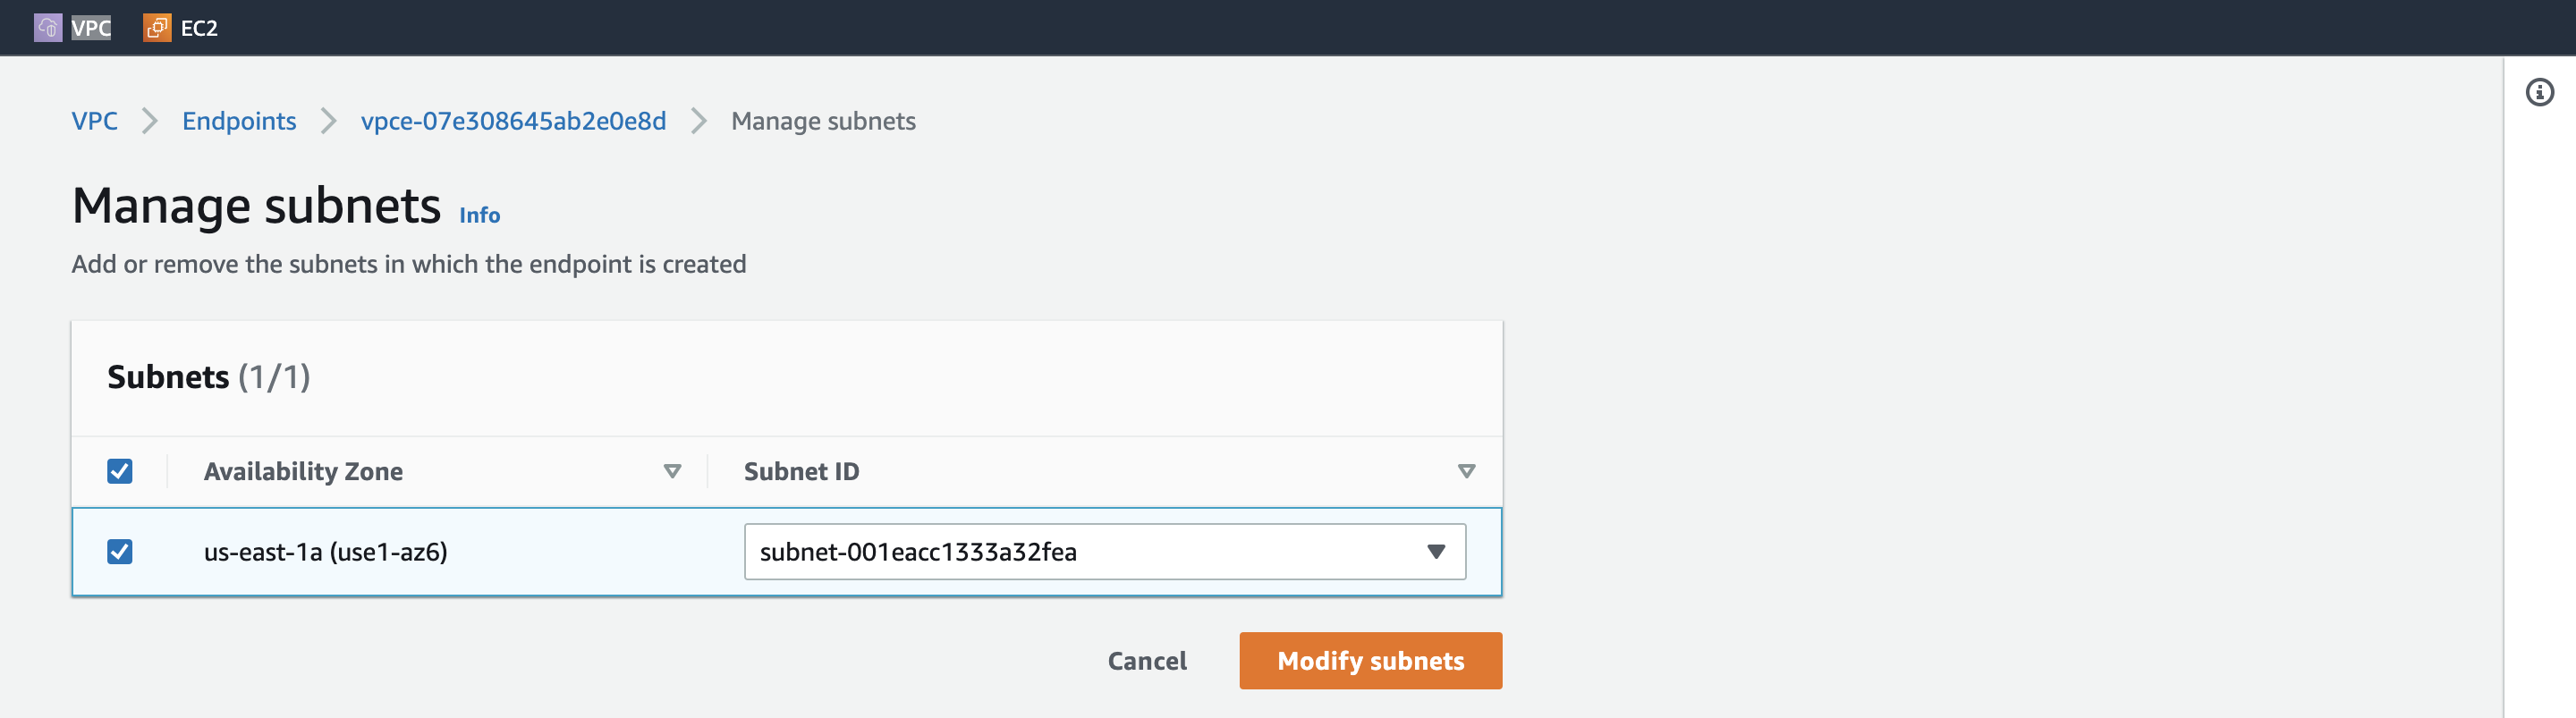 VPC EC2
VPC Endpoints vpce-07e308645ab2e0e8d Manage subnets
Manage subnets Info
Add or remove the subnets in which the endpoint is created
Subnets (1/1)
Availability Zone Subnet ID
us-east-1a (use1-az6) subnet-001eacc1333a32fea
Cancel Modify subnets